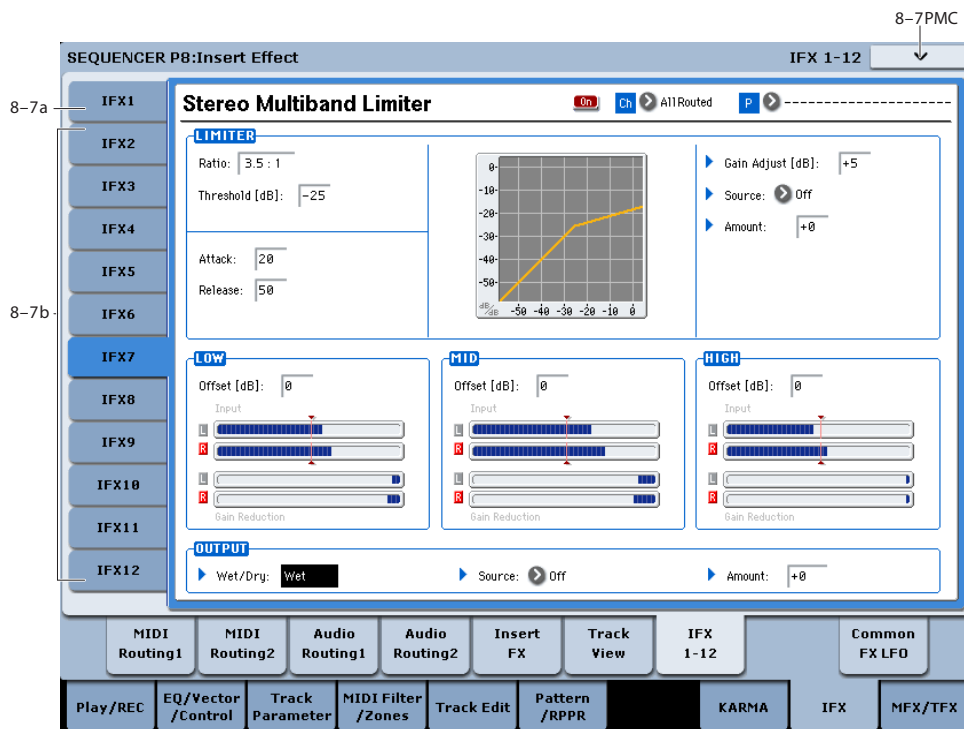 8–7PMC
SEQUENCER P8:Insert Effect
IFX 1-12
8–7a
8–7b
IFX1
IFX2
IFX3
IFX4
IFX5
IFX6
IFX7
IFX8
IFX9
IFX10
IFX11
IFX12
Stereo Multiband Limiter
On
Ch
All Routed
P
------------------------
LIMITER
Ratio: 3.5 : 1
Threshold [dB]: -25
Attack: 20
Release: 50
0-
-10-
-20-
-30-
-40-
-50-
dB/dB -50 -40 -30 -20 -10 0
Gain Adjust [dB]: +5
Source: Off
Amount: +0
LOW
Offset [dB]: 0
Input
L
R
L
R
Gain Reduction
MID
Offset [dB]: 0
Input
L
R
L
R
Gain Reduction
HIGH
Offset [dB]: 0
Input
L
R
L
R
Gain Reduction
OUTPUT
Wet/Dry: Wet
Source: Off
Amount: +0
MIDI
Routing1
MIDI
Routing2
Audio
Routing1
Audio
Routing2
Insert
FX
Track
View
IFX
1-12
Common
FX LFO
Play/REC
EQ/Vector
/Control
Track
Parameter
MIDI Filter
/Zones
Track Edit
Pattern
/RPPR
KARMA
IFX
MFX/TFX